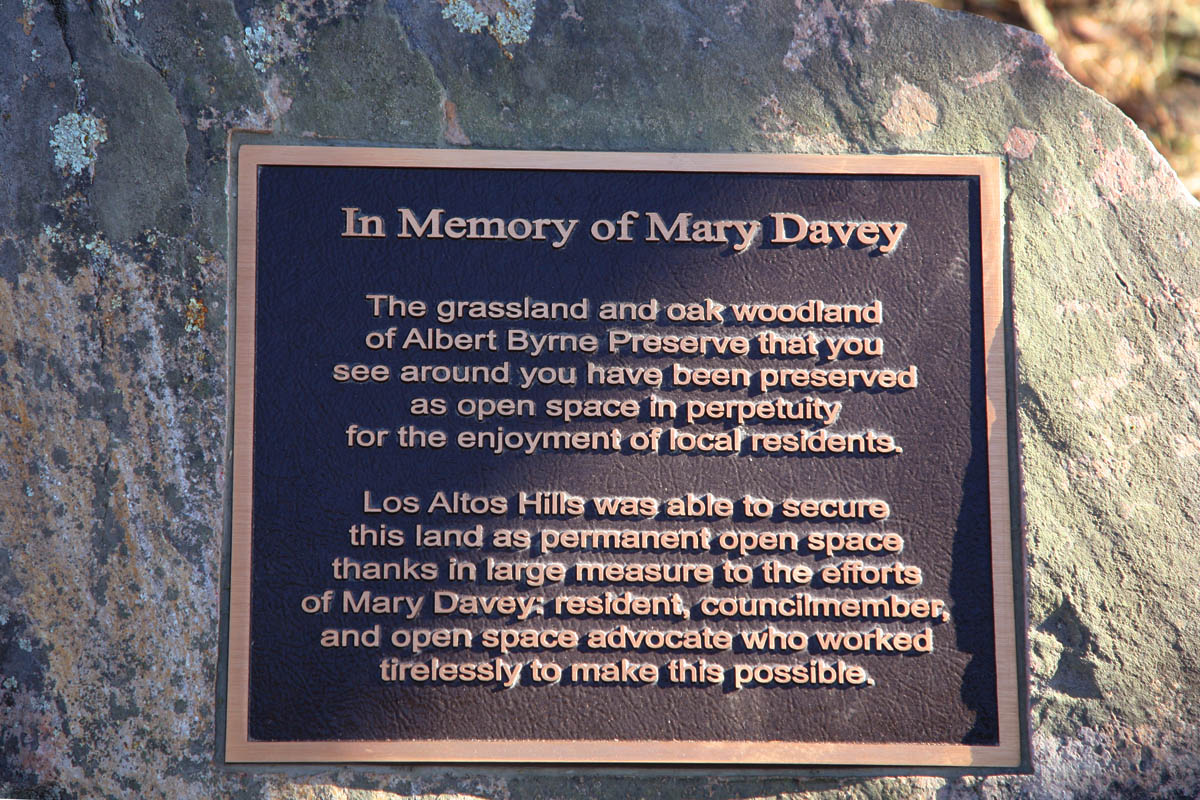 In Memory of Mary Davey
The grassland and oak woodland
of Albert Byrne Preserve that you
see around you have been preserved
as open space in perpetuity
for the enjoyment of local residents.
Los Altos Hills was able to secure
this land as permanent open space
thanks in large measure to the efforts
of Mary Davey: resident, councilmember,
and open space advocate who worked
tirelessly to make this possible.